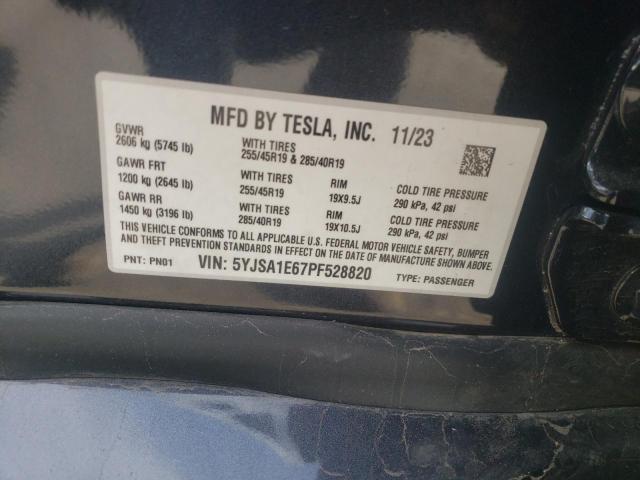 MFD BY TESLA, INC. 11/23
GVWR
2606 kg (5745 lb)
WITH TIRES
255/45R19 & 285/40R19
GAWR FRT
1200 kg (2645 lb)
WITH TIRES
255/45R19
RIM
19X9.5J
COLD TIRE PRESSURE
290 kPa, 42 psi
GAWR RR
1450 kg (3196 lb)
WITH TIRES
285/40R19
RIM
19X10.5J
COLD TIRE PRESSURE
290 kPa, 42 psi
THIS VEHICLE CONFORMS TO ALL APPLICABLE U.S. FEDERAL MOTOR VEHICLE SAFETY, BUMPER
AND THEFT PREVENTION STANDARDS IN EFFECT ON THE DATE OF MANUFACTURE SHOWN ABOVE.
PNT: PN01 VIN: 5YJSA1E67PF528820 TYPE: PASSENGER